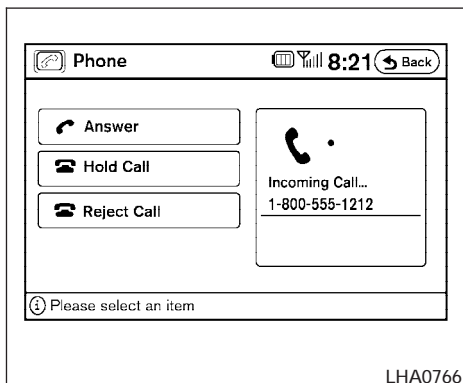 Phone 8:21 Back
Answer
Hold Call
Reject Call
Incoming Call...
1-800-555-1212
Please select an item
LHA0766